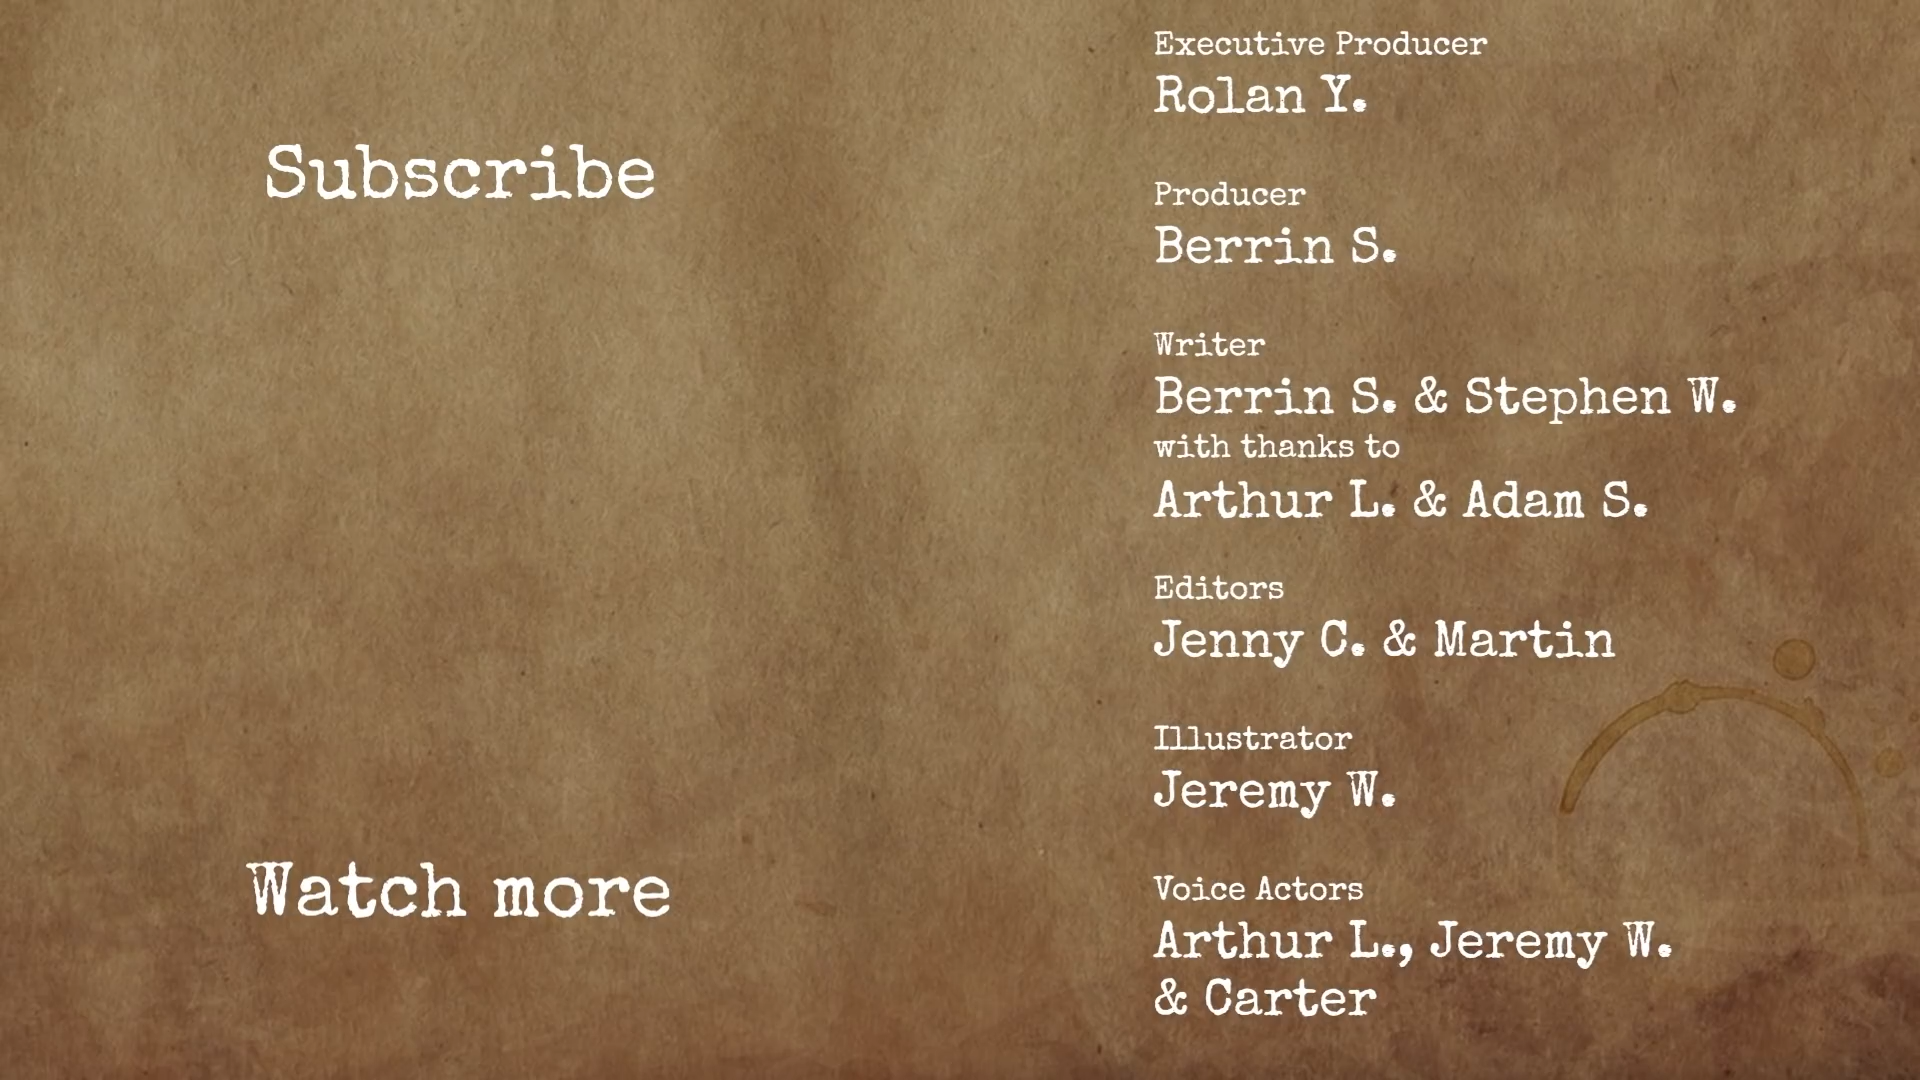 Subscribe
Watch more
Executive Producer
Rolan Y.
Producer
Berrin S.
Writer
Berrin S. & Stephen W.
with thanks to
Arthur L. & Adam S.
Editors
Jenny C. & Martin
Illustrator
Jeremy W.
Voice Actors
Arthur L., Jeremy W.
& Carter